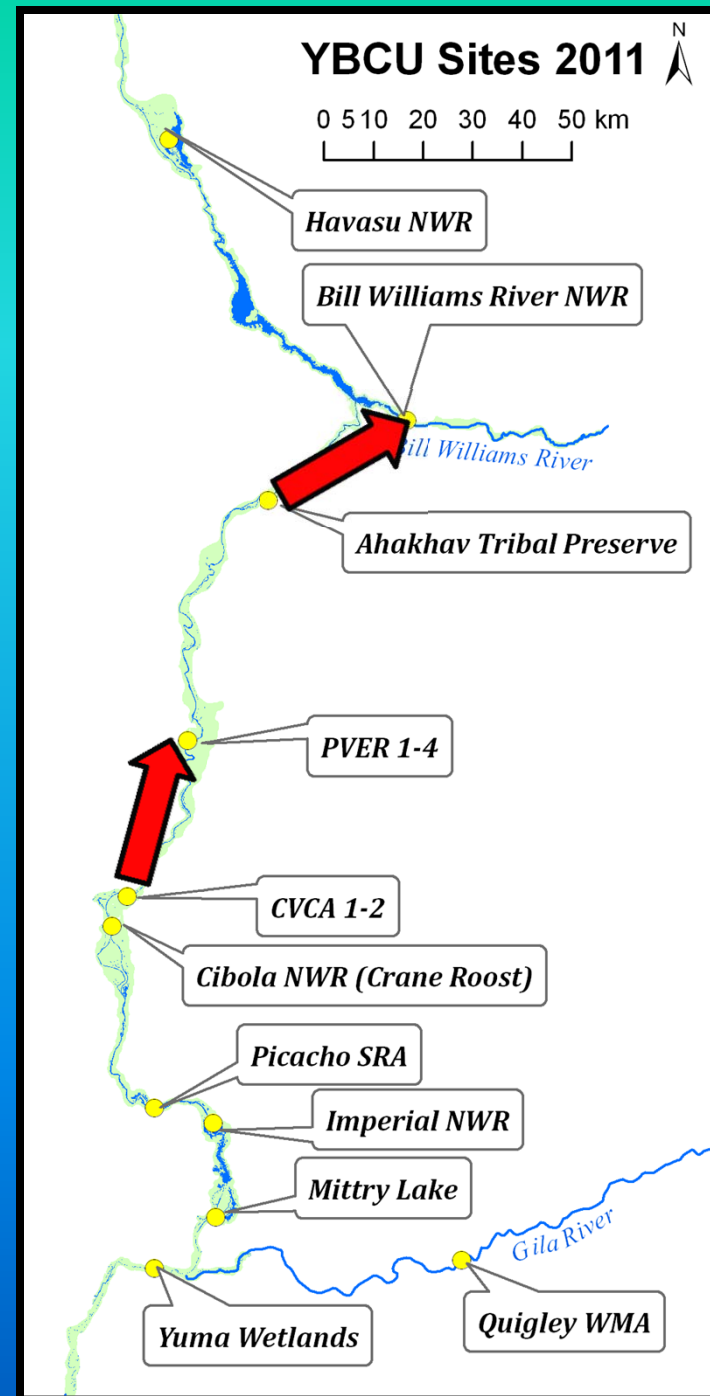 YBCU Sites 2011
N
0 5 10 20 30 40 50 km
Havasu NWR
Bill Williams River NWR
Bill Williams River
Ahakhav Tribal Preserve
PVER 1-4
CVCA 1-2
Cibola NWR (Crane Roost)
Picacho SRA
Imperial NWR
Mittry Lake
Gila River
Yuma Wetlands
Quigley WMA